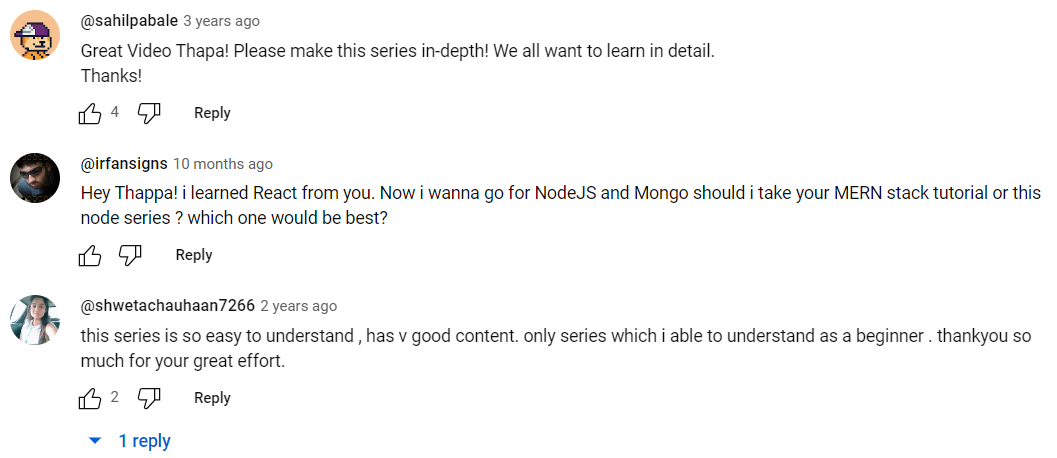 @sahilpabale 3 years ago
Great Video Thapa! Please make this series in-depth! We all want to learn in detail.
Thanks!
4 Reply
@irfansigns 10 months ago
Hey Thappa! i learned React from you. Now i wanna go for NodeJS and Mongo should i take your MERN stack tutorial or this
node series ? which one would be best?
Reply
@shwetachauhaan7266 2 years ago
this series is so easy to understand , has v good content. only series which i able to understand as a beginner . thankyou so
much for your great effort.
2 Reply
1 reply